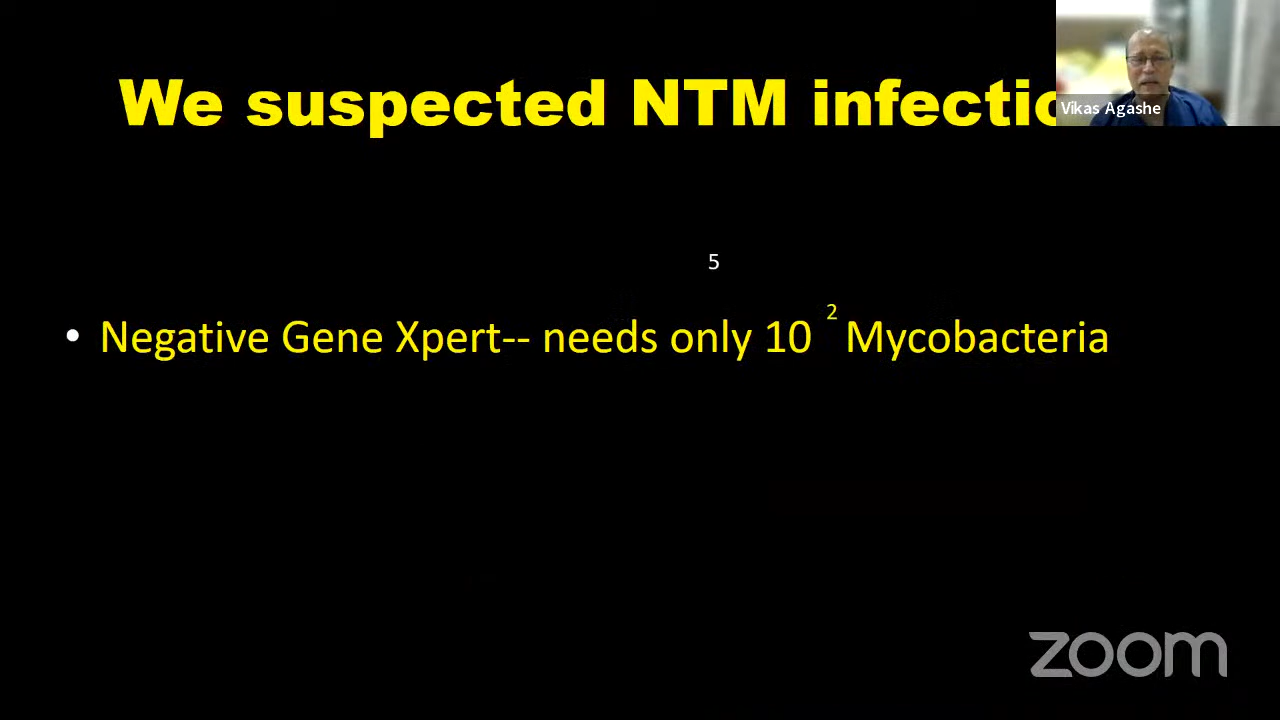 We suspected NTM infectio
Vikas Agashe
5
• Negative Gene Xpert-- needs only 10 2 Mycobacteria
zoom